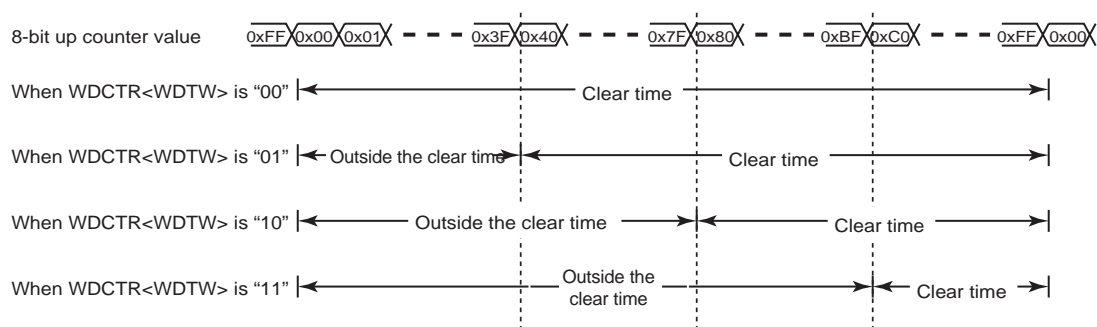 8-bit up counter value 0xFF 0x00 0x01 0x3F 0x40 0x7F 0x80 0xBF 0xC0 0xFF 0x00
When WDCTR<WDTW> is “00” Clear time
When WDCTR<WDTW> is “01” Outside the clear time Clear time
When WDCTR<WDTW> is “10” Outside the clear time Clear time
When WDCTR<WDTW> is “11” Outside the clear time Clear time